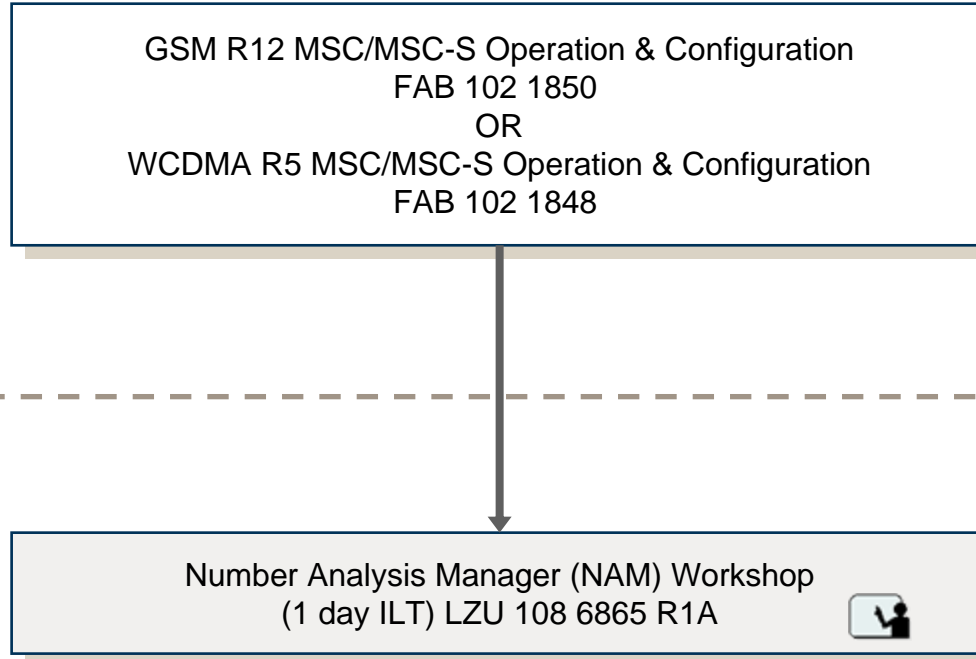 GSM R12 MSC/MSC-S Operation & Configuration
FAB 102 1850
OR
WCDMA R5 MSC/MSC-S Operation & Configuration
FAB 102 1848
Number Analysis Manager (NAM) Workshop
(1 day ILT) LZU 108 6865 R1A